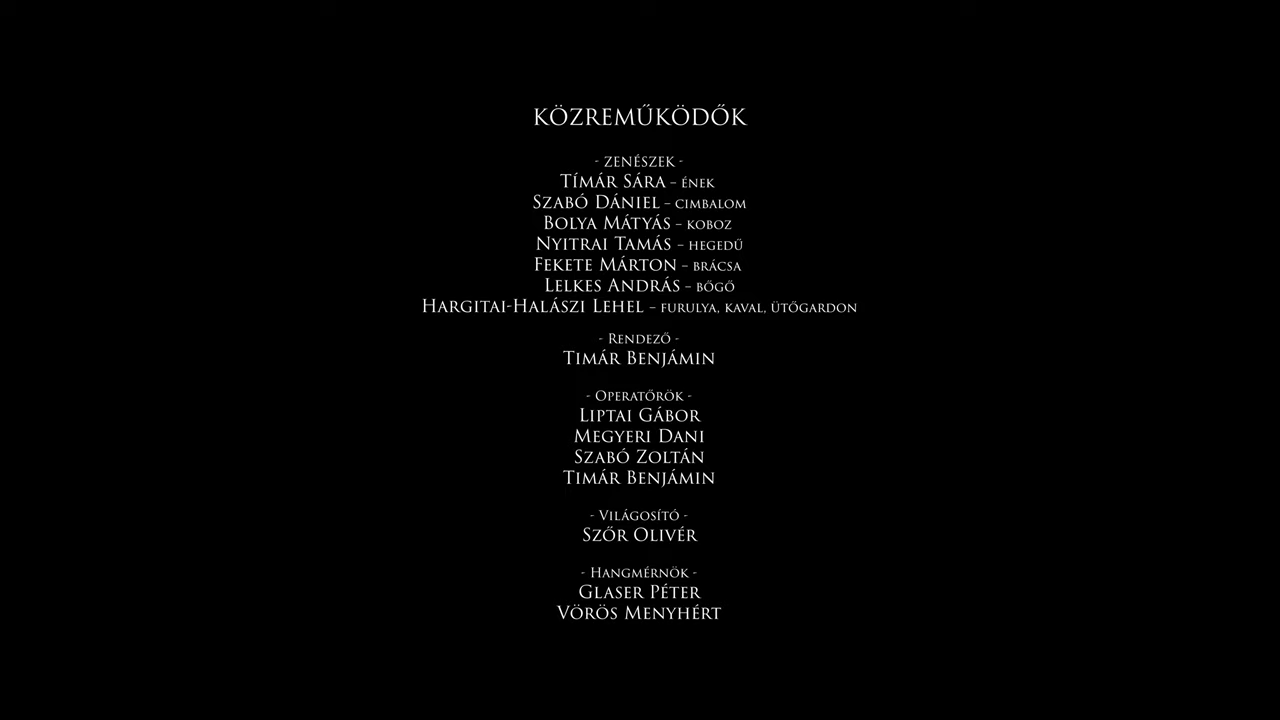 KÖZREMŰKÖDŐK
- ZENÉSZEK -
TÍMÁR SÁRA – ÉNEK
SZABÓ DÁNIEL – CIMBALOM
BOLYA MÁTYÁS – KOBOZ
NYITRAI TAMÁS – HEGEDŰ
FEKETE MÁRTON – BRÁCSA
LELKES ANDRÁS – BŐGŐ
HARGITAI-HALÁSZI LEHEL – FURULYA, KAVAL, ÜTŐGARDON
- RENDEZŐ -
TIMÁR BENJÁMIN
- OPERATŐRÖK -
LIPTAI GÁBOR
MEGYERI DANI
SZABÓ ZOLTÁN
TIMÁR BENJÁMIN
- VILÁGOSÍTÓ -
SZŐR OLIVÉR
- HANGMÉRNÖK -
GLASER PÉTER
VÖRÖS MENYHÉRT